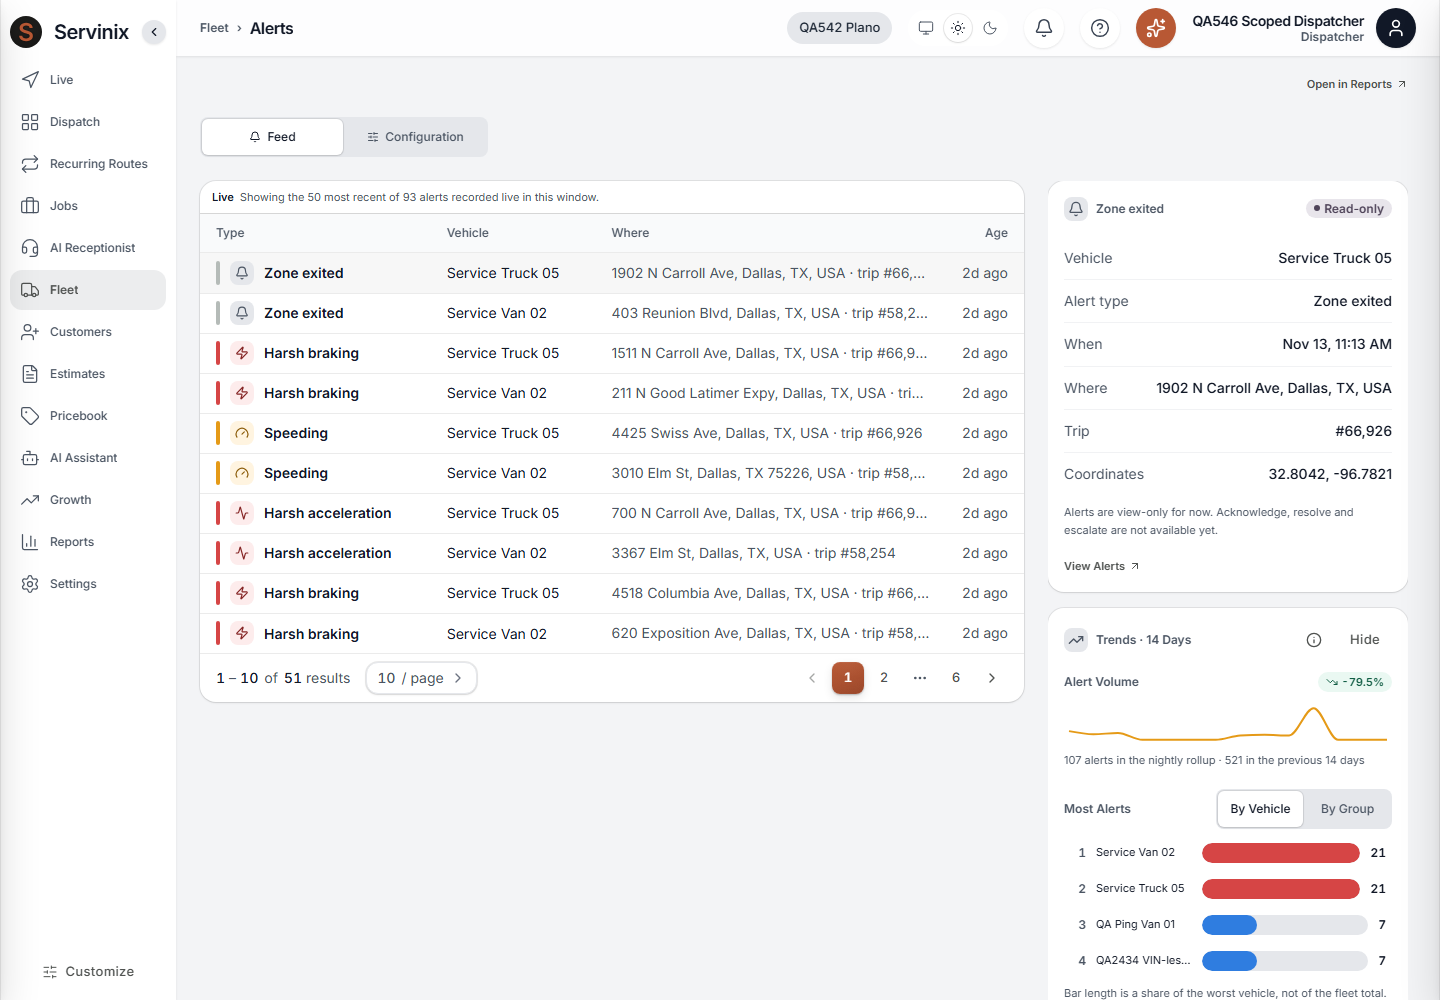 S Servinix
Fleet › Alerts
QA542 Plano
QA546 Scoped Dispatcher
Dispatcher
Live
Dispatch
Recurring Routes
Jobs
AI Receptionist
Fleet
Customers
Estimates
Pricebook
AI Assistant
Growth
Reports
Settings
Customize
Open in Reports
Feed
Configuration
Live Showing the 50 most recent of 93 alerts recorded live in this window.
Type Vehicle Where Age
Zone exited Service Truck 05 1902 N Carroll Ave, Dallas, TX, USA · trip #66,... 2d ago
Zone exited Service Van 02 403 Reunion Blvd, Dallas, TX, USA · trip #58,2... 2d ago
Harsh braking Service Truck 05 1511 N Carroll Ave, Dallas, TX, USA · trip #66,9... 2d ago
Harsh braking Service Van 02 211 N Good Latimer Expy, Dallas, TX, USA · tri... 2d ago
Speeding Service Truck 05 4425 Swiss Ave, Dallas, TX, USA · trip #66,926 2d ago
Speeding Service Van 02 3010 Elm St, Dallas, TX 75226, USA · trip #58,... 2d ago
Harsh acceleration Service Truck 05 700 N Carroll Ave, Dallas, TX, USA · trip #66,9... 2d ago
Harsh acceleration Service Van 02 3367 Elm St, Dallas, TX, USA · trip #58,254 2d ago
Harsh braking Service Truck 05 4518 Columbia Ave, Dallas, TX, USA · trip #66,... 2d ago
Harsh braking Service Van 02 620 Exposition Ave, Dallas, TX, USA · trip #58,... 2d ago
1 – 10 of 51 results 10 / page 1 2 ••• 6
Zone exited Read-only
Vehicle Service Truck 05
Alert type Zone exited
When Nov 13, 11:13 AM
Where 1902 N Carroll Ave, Dallas, TX, USA
Trip #66,926
Coordinates 32.8042, -96.7821
Alerts are view-only for now. Acknowledge, resolve and
escalate are not available yet.
View Alerts
Trends · 14 Days Hide
Alert Volume -79.5%
107 alerts in the nightly rollup · 521 in the previous 14 days
Most Alerts By Vehicle By Group
1 Service Van 02 21
2 Service Truck 05 21
3 QA Ping Van 01 7
4 QA2434 VIN-les... 7
Bar length is a share of the worst vehicle, not of the fleet total.